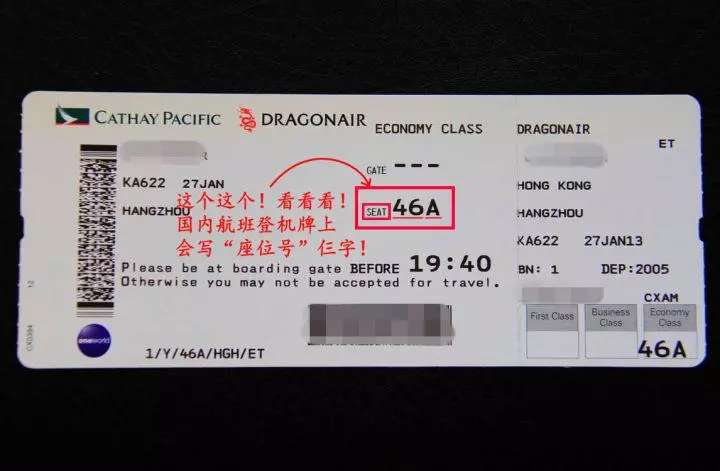 CATHAY PACIFIC DRAGONAIR ECONOMY CLASS DRAGONAIR
ET
GATE ---
KA622 27JAN
HONG KONG
这个这个！看看看！
SEAT 46A
HANGZHOU
HANGZHOU
国内航班登机牌上
会写“座位号”仨字！
KA622 27JAN13
Please be at boarding gate BEFORE 19:40
Otherwise you may not be accepted for travel.
BN: 1 DEP:2005
CXAM
First Class
Business Class
Economy Class
46A
oneworld
1/Y/46A/HGH/ET
12